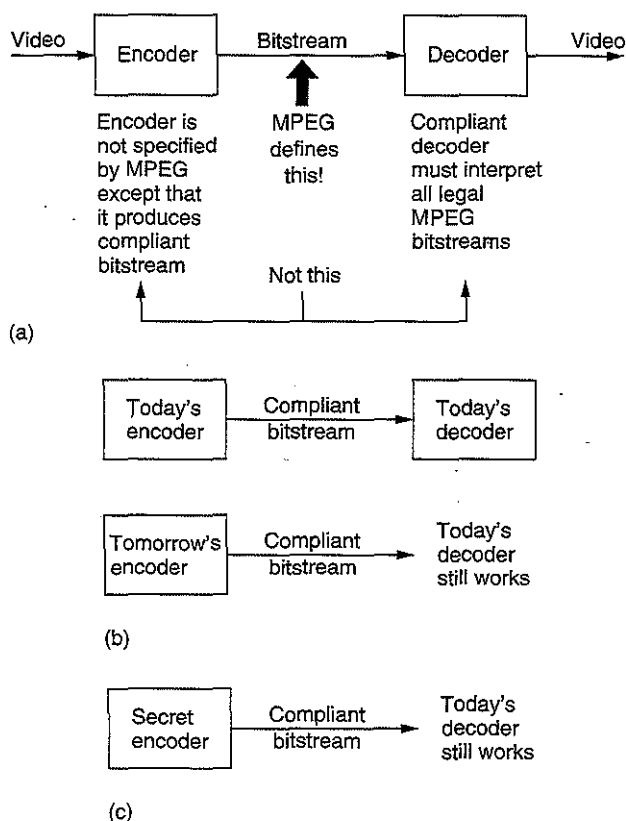 Video
Encoder
Bitstream
Decoder
Video
Encoder is
not specified
by MPEG
except that
it produces
compliant
bitstream
MPEG
defines
this!
Compliant
decoder
must interpret
all legal
MPEG
bitstreams
Not this
(a)
Today's
encoder
Compliant
bitstream
Today's
decoder
Tomorrow's
encoder
Compliant
bitstream
Today's
decoder
still works
(b)
Secret
encoder
Compliant
bitstream
Today's
decoder
still works
(c)